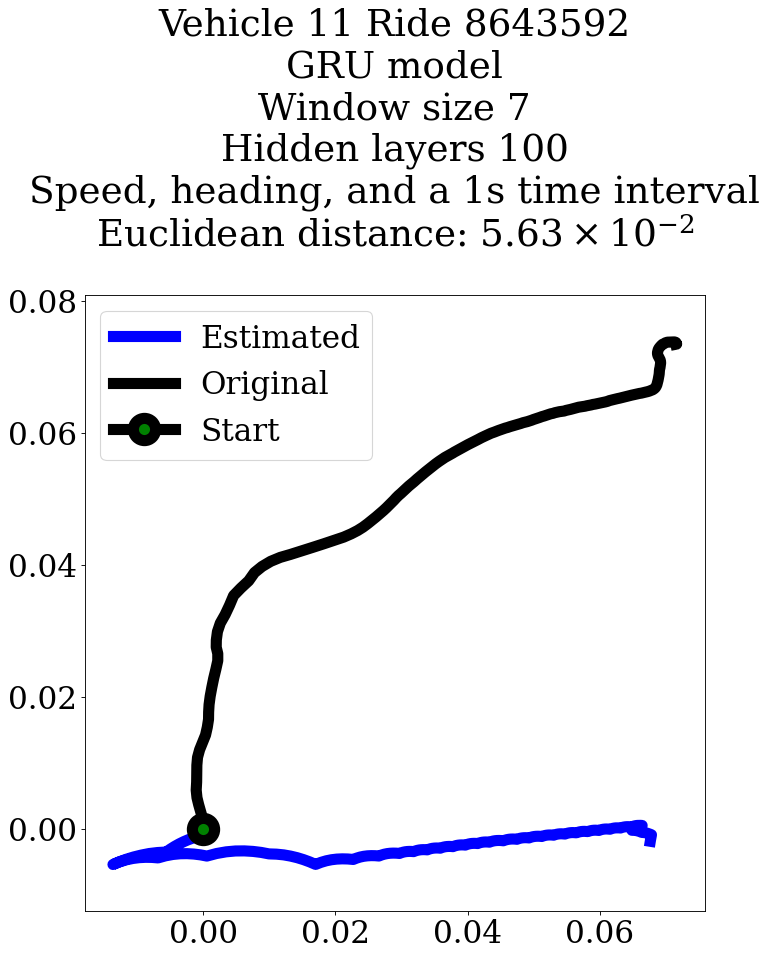 Vehicle 11 Ride 8643592
GRU model
Window size 7
Hidden layers 100
Speed, heading, and a 1s time interval
Euclidean distance: 5.63 × 10⁻²
0.08
0.06
0.04
0.02
0.00
Estimated
Original
Start
0.00 0.02 0.04 0.06